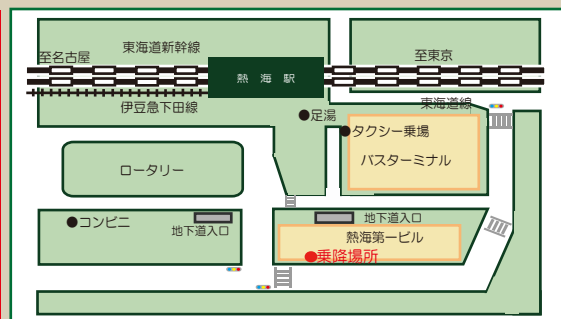 至名古屋
東海道新幹線
至東京
熱海駅
伊豆急下田線
東海道線
●足湯
●タクシー乗場
バスターミナル
ロータリー
●コンビニ
地下道入口
地下道入口
熱海第一ビル
●乗降場所